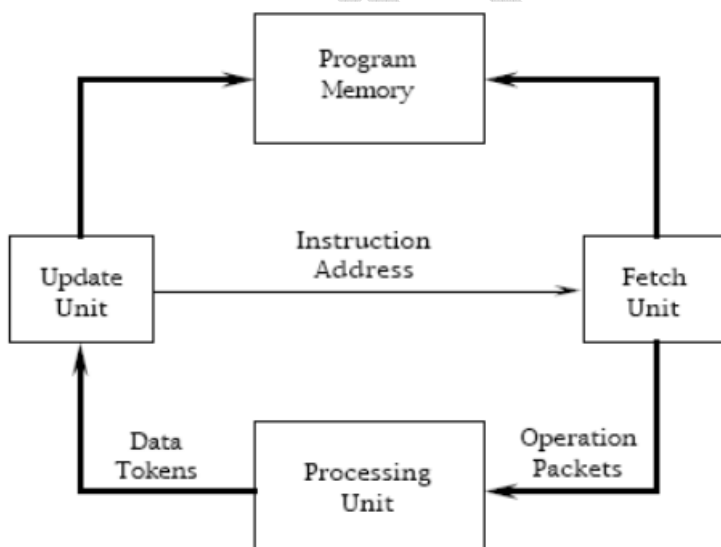 Program
Memory
Instruction
Address
Update
Unit
Fetch
Unit
Data
Tokens
Processing
Unit
Operation
Packets